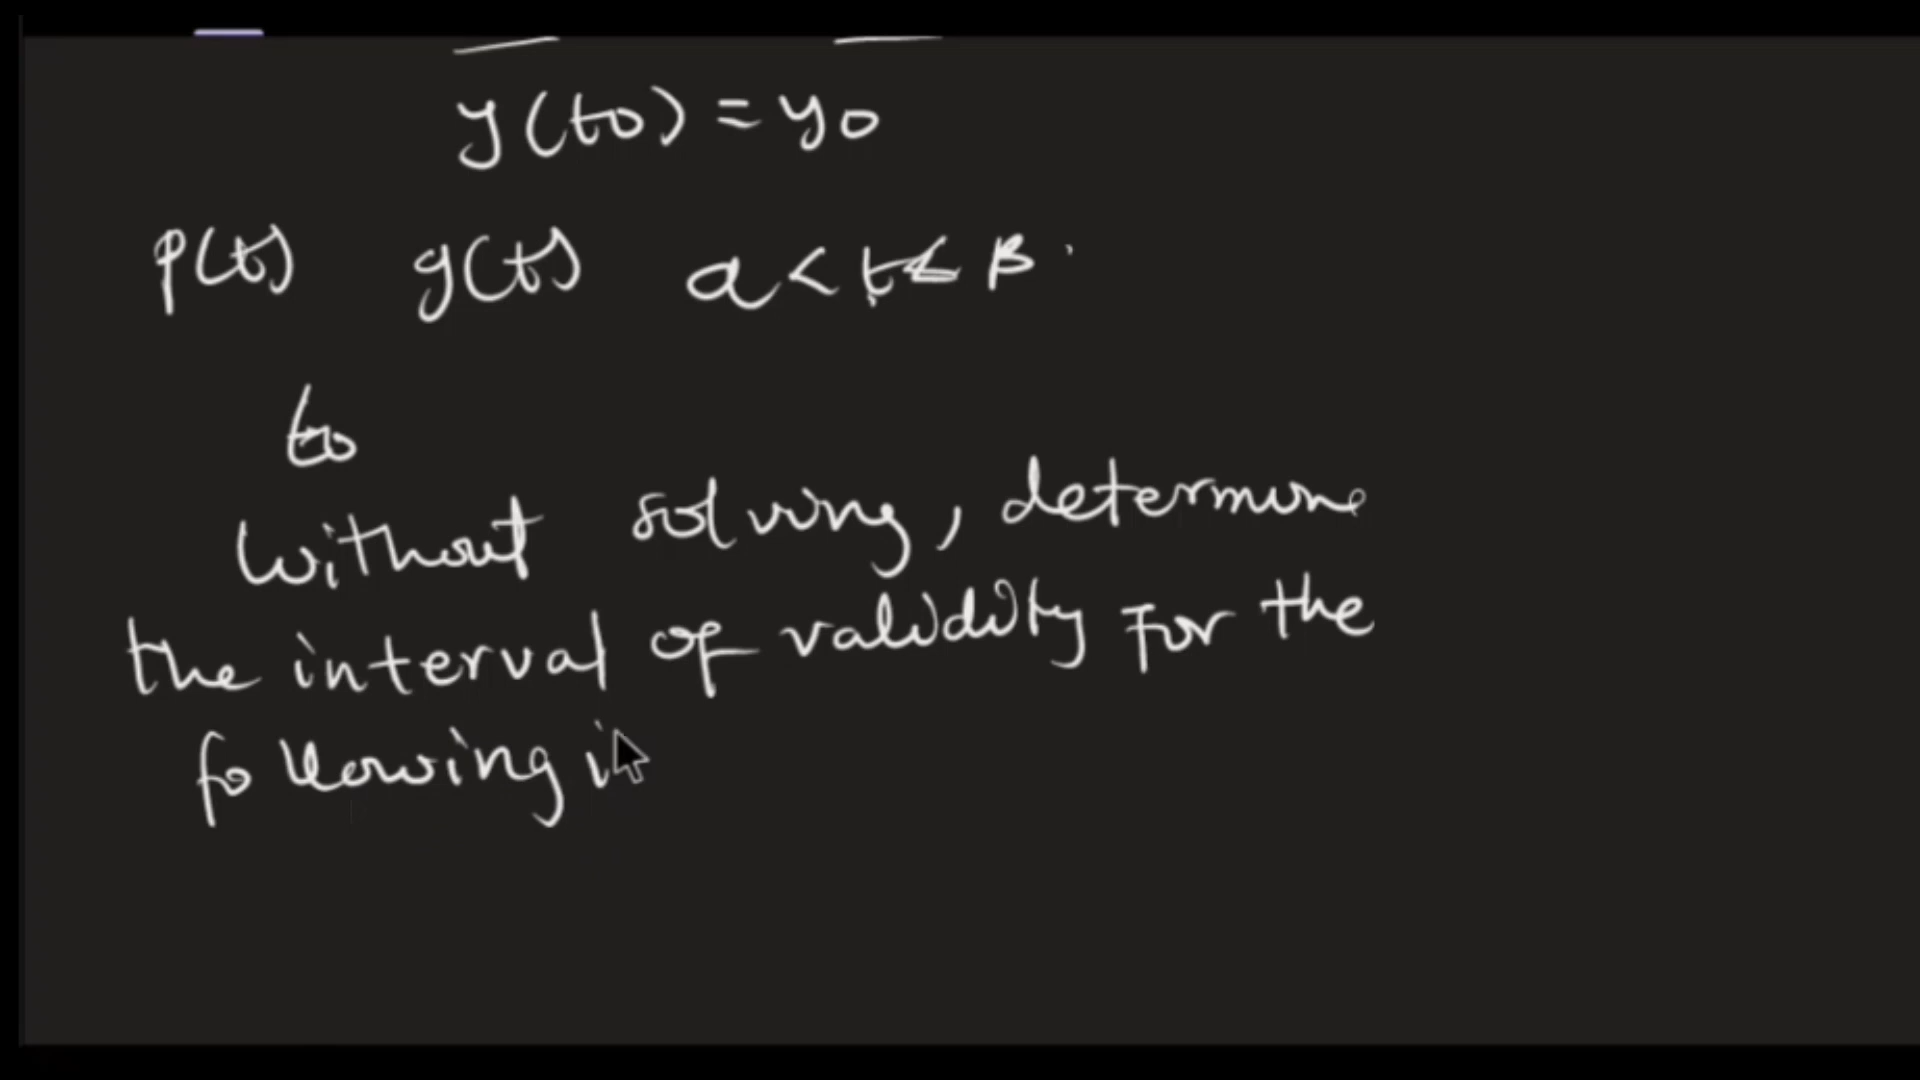 y(t0) = y0
p(t) g(t) a < t < β
t0
without solving, determine
the interval of validity for the
following i